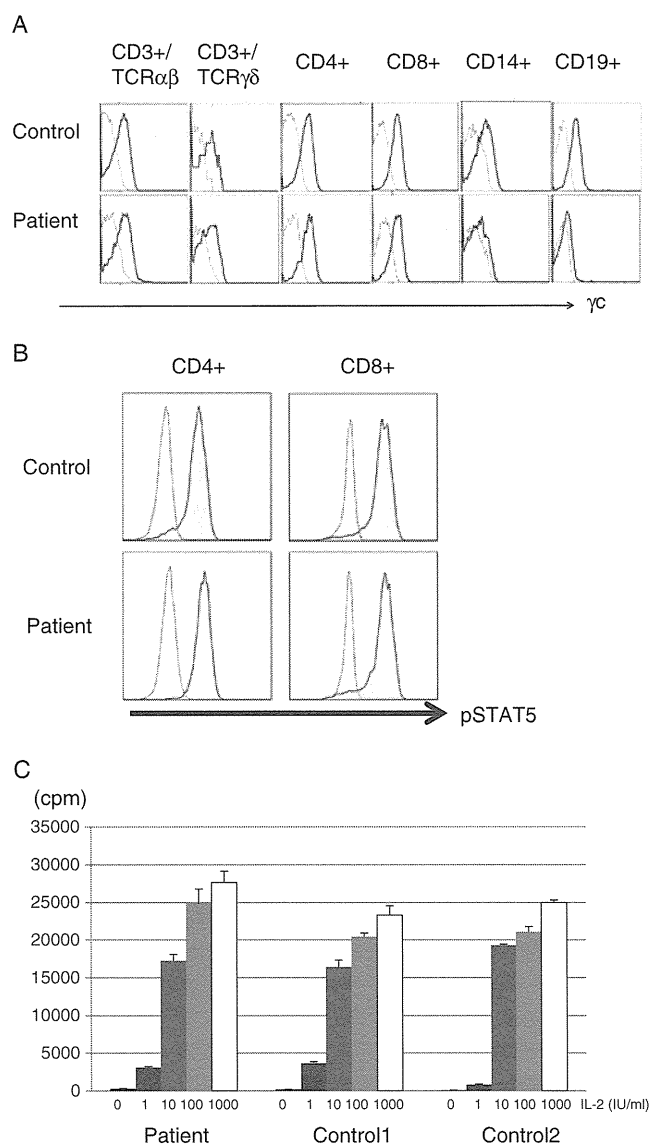 A
CD3+/ CD3+/ CD4+ CD8+ CD14+ CD19+
TCRαβ TCRγδ
Control
Patient
γc
B
CD4+ CD8+
Control
Patient
pSTAT5
C
(cpm)
35000
30000
25000
20000
15000
10000
5000
0
0 1 10 100 1000 0 1 10 100 1000 0 1 10 100 1000 IL-2 (IU/ml)
Patient Control1 Control2